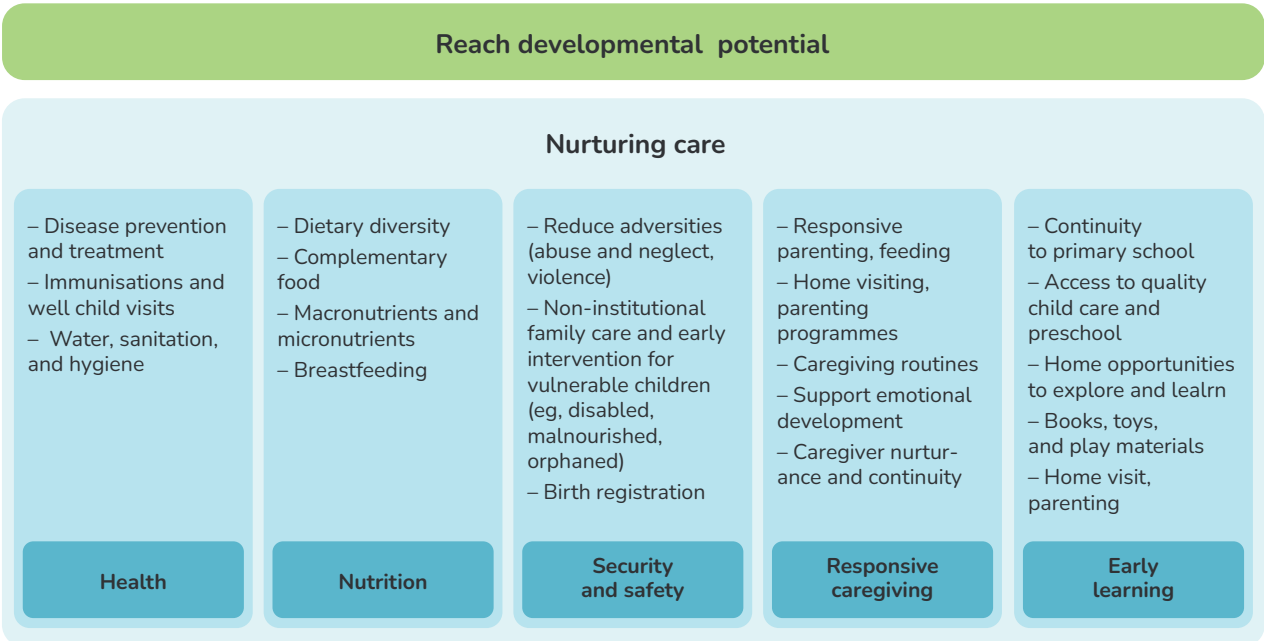 Reach developmental  potential
Nurturing care
– Disease prevention
and treatment
– Immunisations and
well child visits
–  Water, sanitation,
and hygiene
Health
– Dietary diversity
– Complementary
food
– Macronutrients and
micronutrients
– Breastfeeding
Nutrition
– Reduce adversities
(abuse and neglect,
violence)
– Non-institutional
family care and early
intervention for
vulnerable children
(eg, disabled,
malnourished,
orphaned)
– Birth registration
Security
and safety
– Responsive
parenting, feeding
– Home visiting,
parenting
programmes
– Caregiving routines
– Support emotional
development
– Caregiver nurtur-
ance and continuity
Responsive
caregiving
– Continuity
to primary school
– Access to quality
child care and
preschool
– Home opportunities
to explore and lealrn
– Books, toys,
and play materials
– Home visit,
parenting
Early
learning